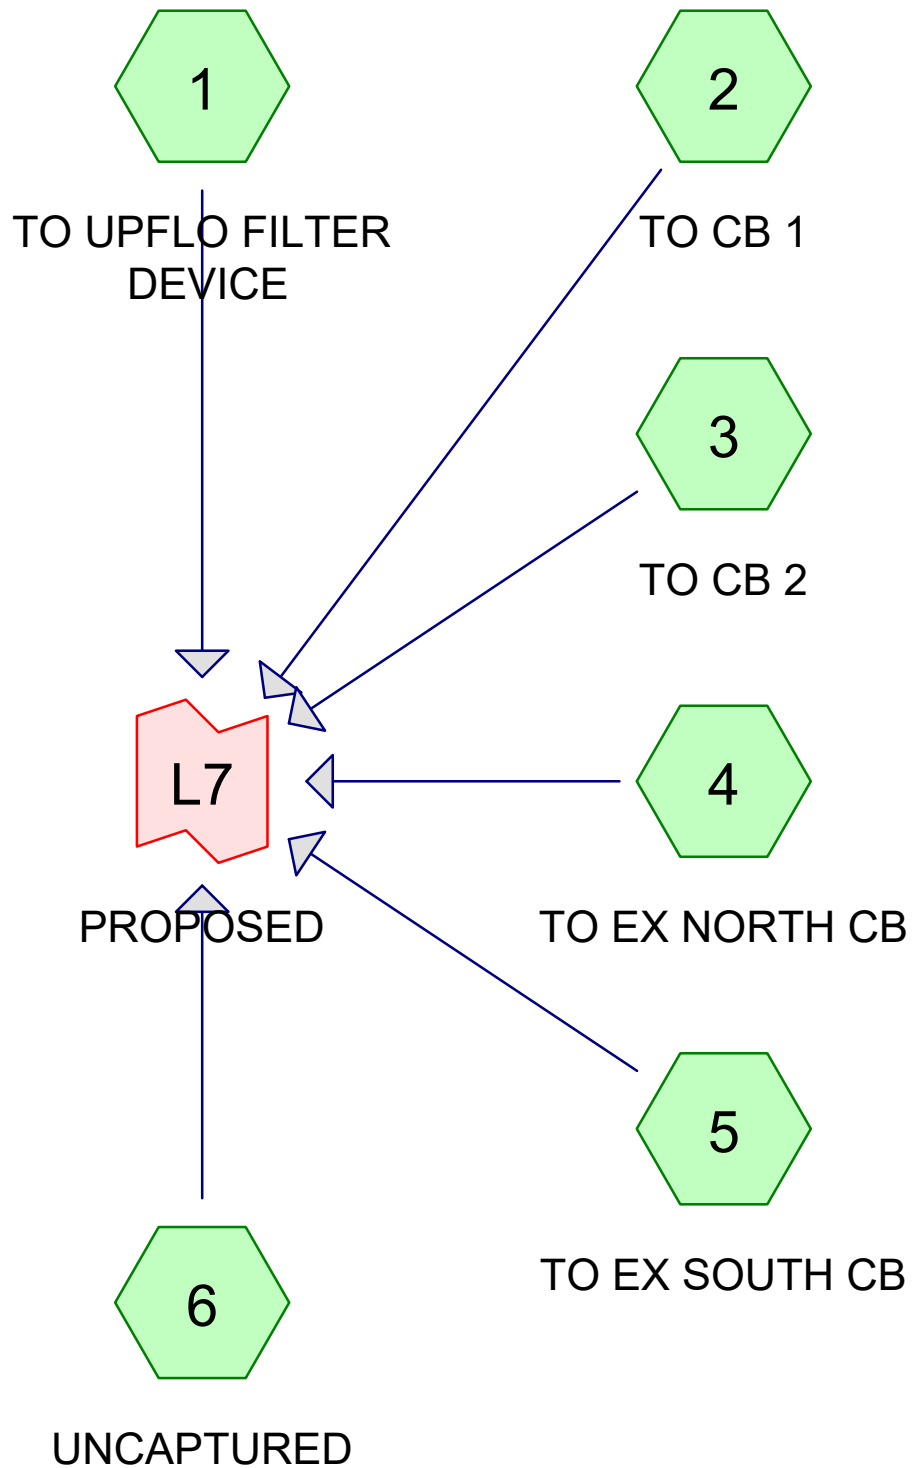 1
2
TO UPFLO FILTER
DEVICE
TO CB 1
3
TO CB 2
L7
4
PROPOSED
TO EX NORTH CB
5
TO EX SOUTH CB
6
UNCAPTURED